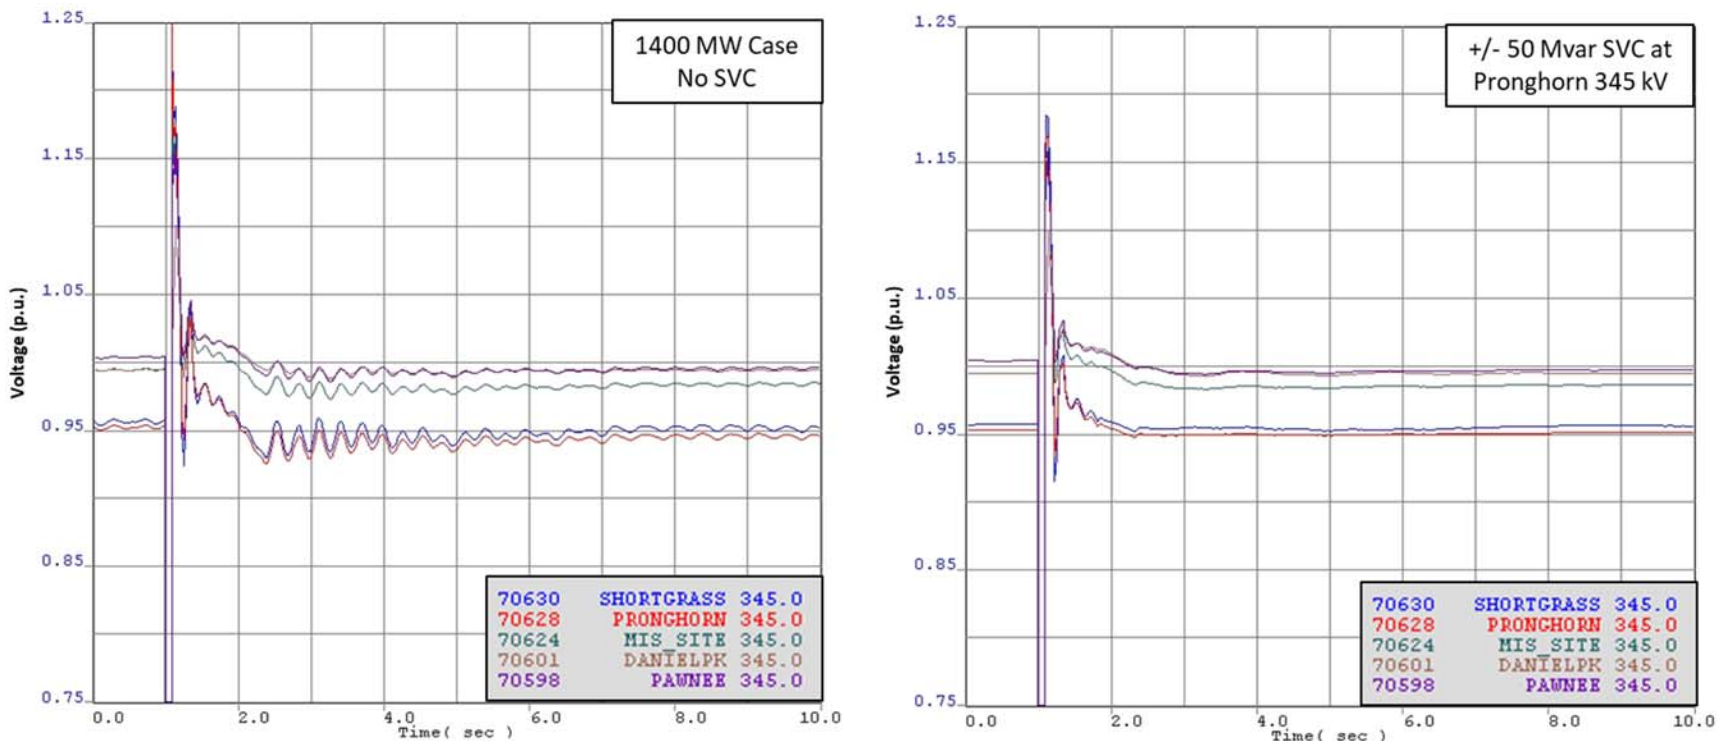 1.25
1.15
1.05
0.95
0.85
0.75
Voltage (p.u.)
1400 MW Case
No SVC
70630 SHORTGRASS 345.0
70628 PRONGHORN 345.0
70624 MIS_SITE 345.0
70601 DANIELPK 345.0
70598 PAWNEE 345.0
0.0 2.0 4.0 6.0 8.0 10.0
Time( sec )
1.25
1.15
1.05
0.95
0.85
0.75
Voltage (p.u.)
+/- 50 Mvar SVC at
Pronghorn 345 kV
70630 SHORTGRASS 345.0
70628 PRONGHORN 345.0
70624 MIS_SITE 345.0
70601 DANIELPK 345.0
70598 PAWNEE 345.0
0.0 2.0 4.0 6.0 8.0 10.0
Time( sec )